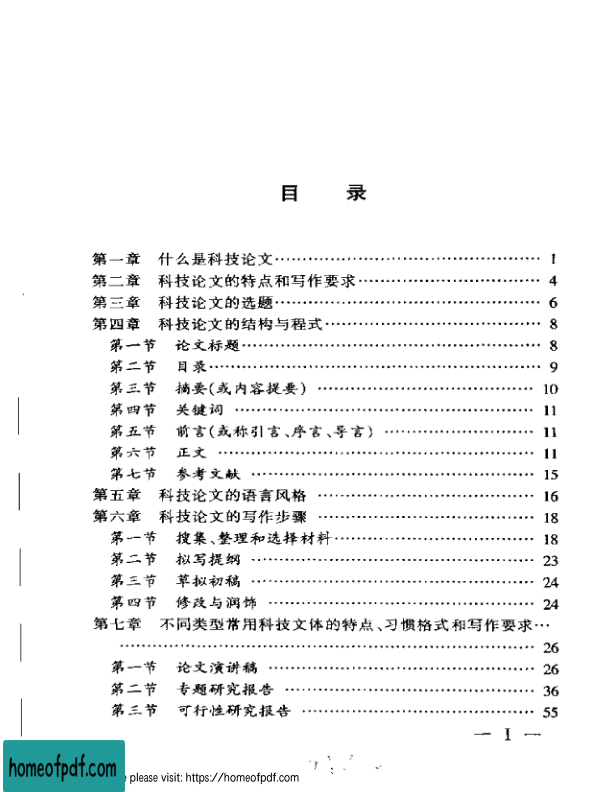 目 录
第一章 什么是科技论文…………………………………………… 1
第二章 科技论文的特点和写作要求……………………………… 4
第三章 科技论文的选题…………………………………………… 6
第四章 科技论文的结构与程式…………………………………… 8
第一节 论文标题…………………………………………………… 8
第二节 目录………………………………………………………… 9
第三节 摘要(或内容提要) ……………………………………… 10
第四节 关键词 …………………………………………………… 11
第五节 前言(或称引言、序言、导言) ………………………… 11
第六节 正文 ……………………………………………………… 11
第七节 参考文献 ………………………………………………… 15
第五章 科技论文的语言风格 …………………………………… 16
第六章 科技论文的写作步骤 …………………………………… 18
第一节 搜集、整理和选择材料…………………………………… 18
第二节 拟写提纲 ………………………………………………… 23
第三节 草拟初稿 ………………………………………………… 24
第四节 修改与润饰 ……………………………………………… 24
第七章 不同类型常用科技文体的特点、习惯格式和写作要求…
…………………………………………………………………… 26
第一节 论文演讲稿 ……………………………………………… 26
第二节 专题研究报告 …………………………………………… 36
第三节 可行性研究报告 ………………………………………… 55
— I —
homeofpdf.com
please visit: https://homeofpdf.com